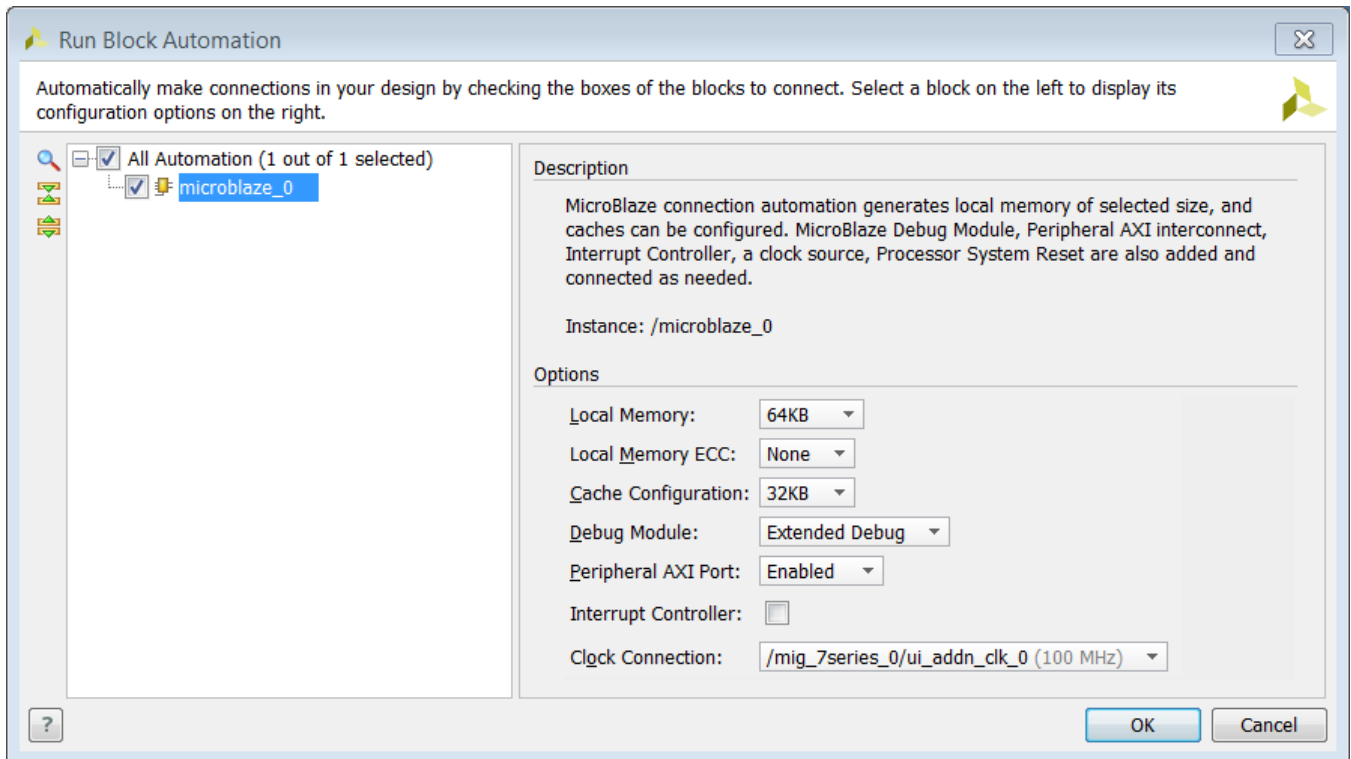 Run Block Automation
Automatically make connections in your design by checking the boxes of the blocks to connect. Select a block on the left to display its
configuration options on the right.
All Automation (1 out of 1 selected)
microblaze_0
Description
MicroBlaze connection automation generates local memory of selected size, and
caches can be configured. MicroBlaze Debug Module, Peripheral AXI interconnect,
Interrupt Controller, a clock source, Processor System Reset are also added and
connected as needed.
Instance: /microblaze_0
Options
Local Memory: 64KB
Local Memory ECC: None
Cache Configuration: 32KB
Debug Module: Extended Debug
Peripheral AXI Port: Enabled
Interrupt Controller:
Clock Connection: /mig_7series_0/ui_addn_clk_0 (100 MHz)
? OK Cancel